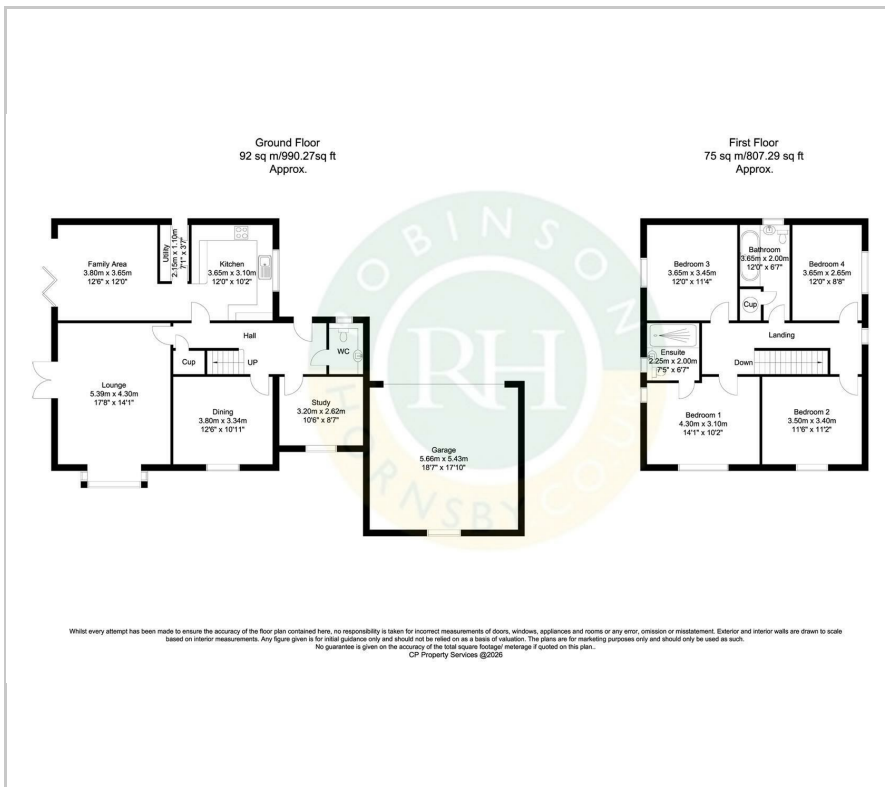 Ground Floor
92 sq m/990.27sq ft
Approx.
First Floor
75 sq m/807.29 sq ft
Approx.
Family Area
3.80m x 3.65m
12'6" x 12'0"
Utility
2.15m x 1.10m
7'1" x 3'7"
Kitchen
3.65m x 3.10m
12'0" x 10'2"
Hall
WC
Cup
UP
Lounge
5.39m x 4.30m
17'8" x 14'1"
Dining
3.80m x 3.34m
12'6" x 10'11"
Study
3.20m x 2.62m
10'6" x 8'7"
Garage
5.66m x 5.43m
18'7" x 17'10"
Bedroom 3
3.65m x 3.45m
12'0" x 11'4"
Bathroom
3.65m x 2.00m
12'0" x 6'7"
Bedroom 4
3.65m x 2.65m
12'0" x 8'8"
Cup
Landing
Ensuite
2.25m x 2.00m
7'5" x 6'7"
Down
Bedroom 1
4.30m x 3.10m
14'1" x 10'2"
Bedroom 2
3.50m x 3.40m
11'6" x 11'2"
ROBINSON
RH
HORNSBY COURT
Whilst every attempt has been made to ensure the accuracy of the floor plan contained here, no responsibility is taken for incorrect measurements of doors, windows, appliances and rooms or any error, omission or misstatement. Exterior and interior walls are drawn to scale
based on interior measurements. Any figure given is for initial guidance only and should not be relied on as a basis of valuation. The plans are for marketing purposes only and should only be used as such.
No guarantee is given on the accuracy of the total square footage/ meterage if quoted on this plan..
CP Property Services @2026